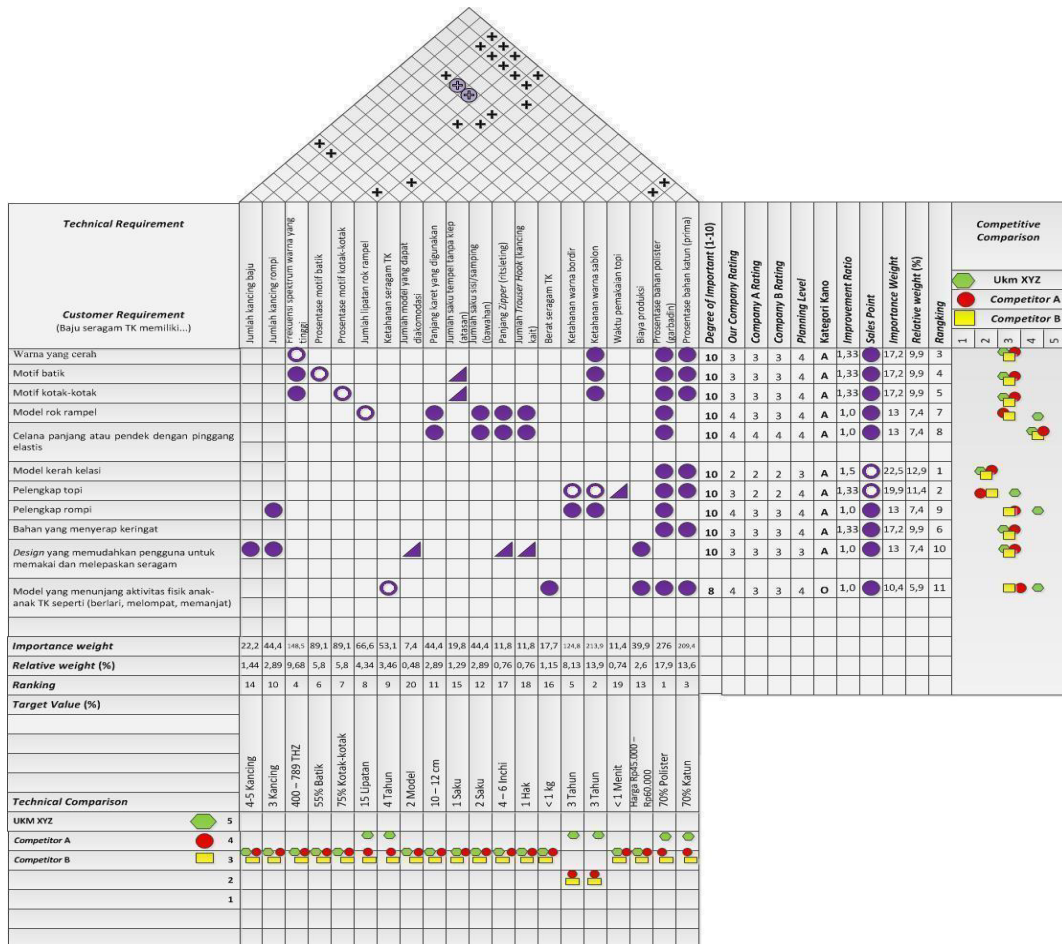 Technical Requirement
Customer Requirement
(Baju seragam TK memiliki...)
Jumlah kancing baju
Jumlah kancing rompi
Frekuensi spektrum warna yang
tinggi
Prosentase motif batik
Prosentase motif kotak-kotak
Jumlah lipatan rok rampel
Ketahanan seragam TK
Jumlah model yang dapat
diakomodasi
Panjang karet yang digunakan
Jumlah saku tempel tanpa kiep
(atasan)
Jumlah saku sisi/samping
(bawahan)
Panjang Zipper (ritsleting)
Jumlah Trouser Hook (kancing
kait)
Berat seragam TK
Ketahanan warna bordir
Ketahanan warna sablon
Waktu pemakaian topi
Biaya produksi
Prosentase bahan polister
(garbadin)
Prosentase bahan katun (prima)
Degree of Important (1-10)
Our Company Rating
Company A Rating
Company B Rating
Planning Level
Kategori Kano
Improvement Ratio
Sales Point
Importance Weight
Relative weight (%)
Rangking
Competitive
Comparison
Ukm XYZ
Competitor A
Competitor B
1 2 3 4 5
Warna yang cerah 10 3 3 3 4 A 1,33 17,2 9,9 3
Motif batik 10 3 3 3 4 A 1,33 17,2 9,9 4
Motif kotak-kotak 10 3 3 3 4 A 1,33 17,2 9,9 5
Model rok rampel 10 4 3 3 4 A 1,0 13 7,4 7
Celana panjang atau pendek dengan pinggang
elastis 10 4 4 4 4 A 1,0 13 7,4 8
Model kerah kelasi 10 2 2 2 3 A 1,5 22,5 12,9 1
Pelengkap topi 10 3 2 2 4 A 1,33 19,9 11,4 2
Pelengkap rompi 10 4 3 3 4 A 1,0 13 7,4 9
Bahan yang menyerap keringat 10 3 3 3 4 A 1,33 17,2 9,9 6
Design yang memudahkan pengguna untuk
memakai dan melepaskan seragam 10 3 3 3 3 A 1,0 13 7,4 10
Model yang menunjang aktivitas fisik anak-
anak TK seperti (berlari, melompat, memanjat) 8 4 3 3 4 O 1,0 10,4 5,9 11
Importance weight 22,2 44,4 148,5 89,1 89,1 66,6 53,1 7,4 44,4 19,8 44,4 11,8 11,8 17,7 124,8 213,9 11,4 39,9 276 209,4
Relative weight (%) 1,44 2,89 9,68 5,8 5,8 4,34 3,46 0,48 2,89 1,29 2,89 0,76 0,76 1,15 8,13 13,9 0,74 2,6 17,9 13,6
Ranking 14 10 4 6 7 8 9 20 11 15 12 17 18 16 5 2 19 13 1 3
Target Value (%)
4-5 Kancing
3 Kancing
400 – 789 THZ
55% Batik
75% Kotak-kotak
15 Lipatan
4 Tahun
2 Model
10 – 12 cm
1 Saku
2 Saku
4 – 6 Inchi
1 Hak
< 1 kg
3 Tahun
3 Tahun
< 1 Menit
Harga Rp45.000 –
Rp60.000
70% Polister
70% Katun
Technical Comparison
UKM XYZ 5
Competitor A 4
Competitor B 3
2
1